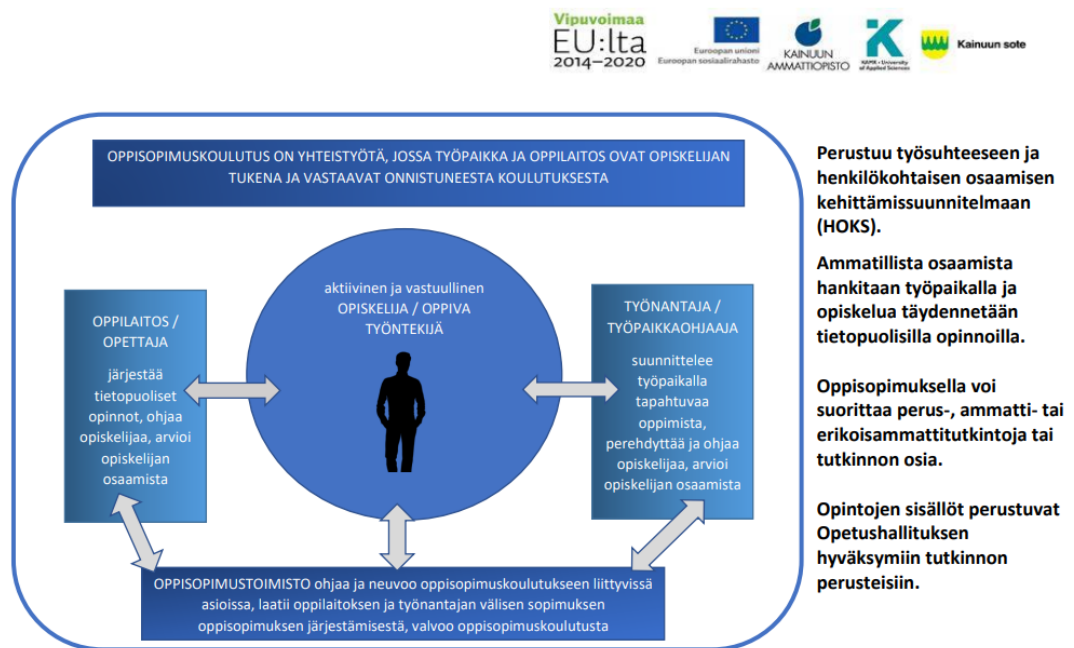 Vipuvoimaa
EU:lta
2014–2020
Euroopan unioni
Euroopan sosiaalirahasto
KAINUUN
AMMATTIOPISTO
KAMK • University
of Applied Sciences
Kainuun sote
OPPISOPIMUSKOULUTUS ON YHTEISTYÖTÄ, JOSSA TYÖPAIKKA JA OPPILAITOS OVAT OPISKELIJAN
TUKENA JA VASTAAVAT ONNISTUNEESTA KOULUTUKSESTA
aktiivinen ja vastuullinen
OPISKELIJA / OPPIVA
TYÖNTEKIJÄ
OPPILAITOS /
OPETTAJA
järjestää
tietopuoliset
opinnot, ohjaa
opiskelijaa, arvioi
opiskelijan
osaamista
TYÖNANTAJA /
TYÖPAIKKAOHJAAJA
suunnittelee
työpaikalla
tapahtuvaa
oppimista,
perehdyttää ja ohjaa
opiskelijaa, arvioi
opiskelijan osaamista
OPPISOPIMUSTOIMISTO ohjaa ja neuvoo oppisopimuskoulutukseen liittyvissä
asioissa, laatii oppilaitoksen ja työnantajan välisen sopimuksen
oppisopimuksen järjestämisestä, valvoo oppisopimuskoulutusta
Perustuu työsuhteeseen ja
henkilökohtaisen osaamisen
kehittämissuunnitelmaan
(HOKS).
Ammatillista osaamista
hankitaan työpaikalla ja
opiskelua täydennetään
tietopuolisilla opinnoilla.
Oppisopimuksella voi
suorittaa perus-, ammatti- tai
erikoisammattitutkintoja tai
tutkinnon osia.
Opintojen sisällöt perustuvat
Opetushallituksen
hyväksymiin tutkinnon
perusteisiin.